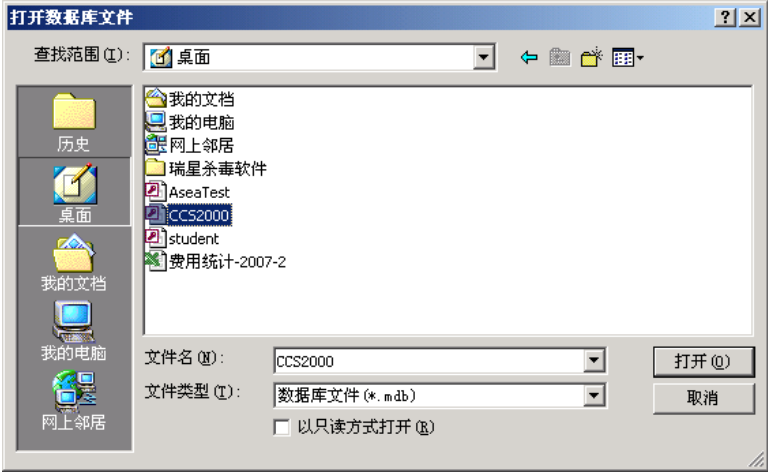 打开数据库文件
查找范围(I): 桌面
历史
桌面
我的文档
我的电脑
网上邻居
我的文档
我的电脑
网上邻居
瑞星杀毒软件
AseaTest
CCS2000
student
费用统计-2007-2
文件名(N): CCS2000 打开(O)
文件类型(T): 数据库文件(*.mdb) 取消
以只读方式打开(R)